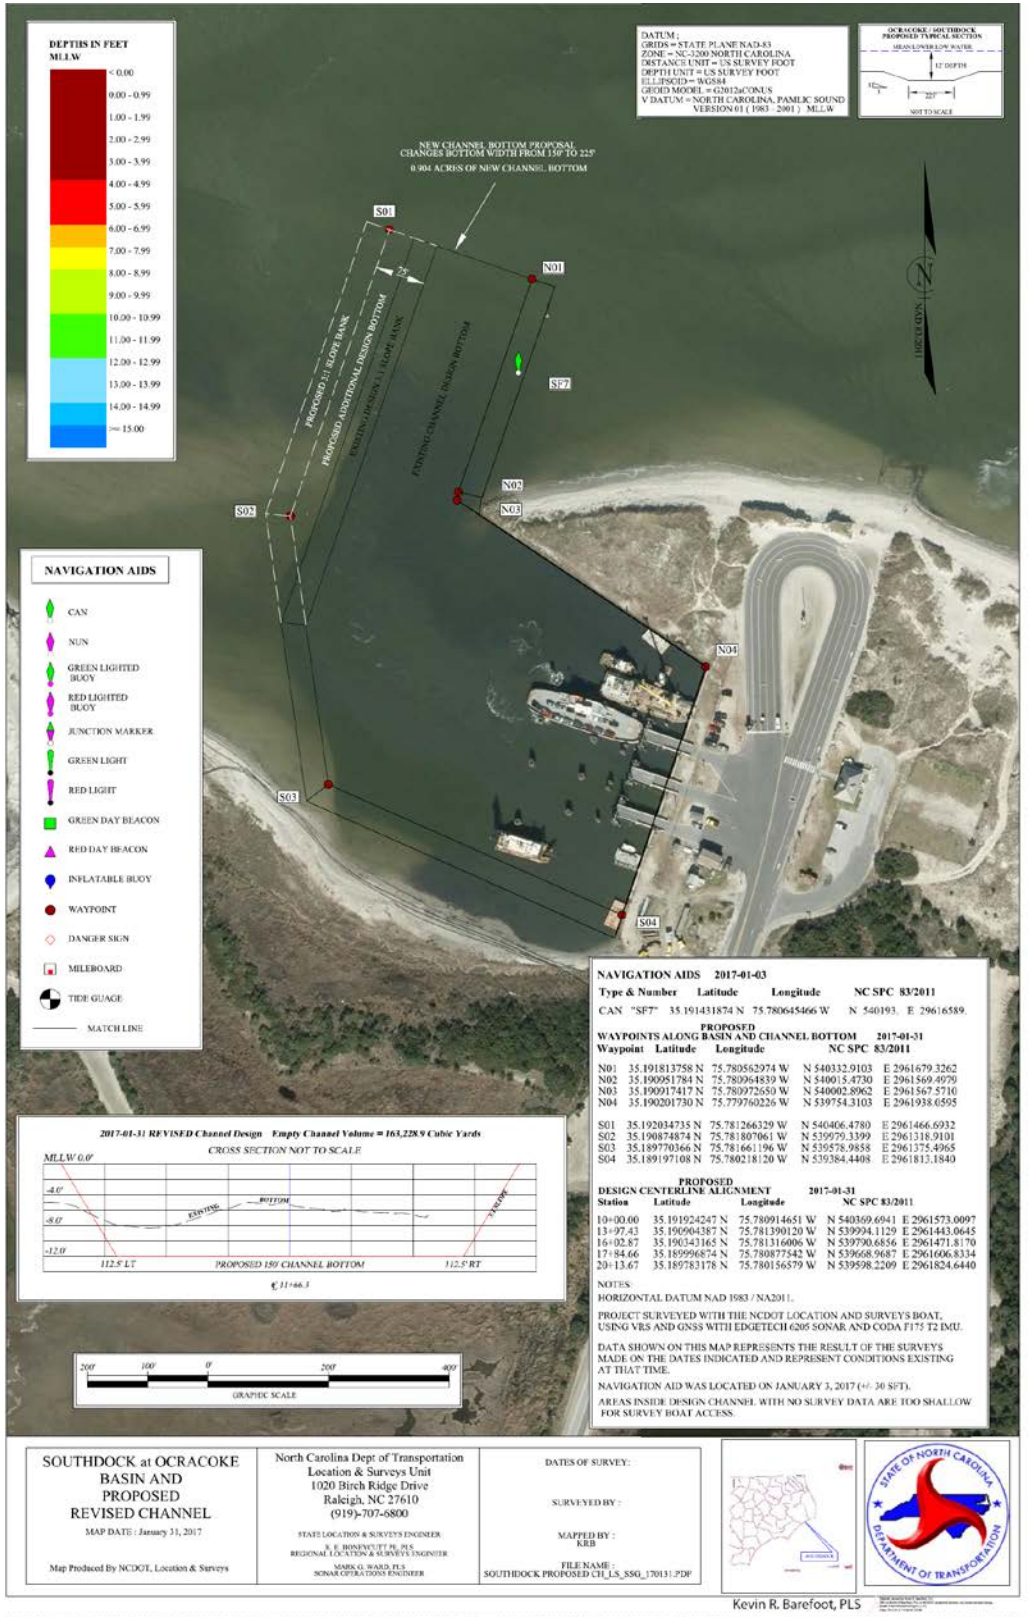 DEPTHS IN FEET
MLLW
< 0.00
0.00 - 0.99
1.00 - 1.99
2.00 - 2.99
3.00 - 3.99
4.00 - 4.99
5.00 - 5.99
6.00 - 6.99
7.00 - 7.99
8.00 - 8.99
9.00 - 9.99
10.00 - 10.99
11.00 - 11.99
12.00 - 12.99
13.00 - 13.99
14.00 - 14.99
>= 15.00
DATUM ;
GRIDS = STATE PLANE NAD-83
ZONE = NC-3200 NORTH CAROLINA
DISTANCE UNIT = US SURVEY FOOT
DEPTH UNIT = US SURVEY FOOT
ELLIPSOID = WGS84
GEOID MODEL = G2012aCONUS
V DATUM = NORTH CAROLINA, PAMLIC SOUND
VERSION 01 ( 1983 - 2001 ) MLLW
OCRACOKE / SOUTHDOCK
PROPOSED TYPICAL SECTION
MEAN LOWER LOW WATER
12' DEPTH
225'
NOT TO SCALE
NEW CHANNEL BOTTOM PROPOSAL
CHANGES BOTTOM WIDTH FROM 150' TO 225'
0.904 ACRES OF NEW CHANNEL BOTTOM
S01
N01
75'
PROPOSED 3:1 SLOPE BANK
PROPOSED ADDITIONAL DESIGN BOTTOM
EXISTING DESIGN 3:1 SLOPE BANK
EXISTING CHANNEL DESIGN BOTTOM
SF7
N
NAD 83/2011
N02
N03
S02
N04
S03
S04
NAVIGATION AIDS
CAN
NUN
GREEN LIGHTED
BUOY
RED LIGHTED
BUOY
JUNCTION MARKER
GREEN LIGHT
RED LIGHT
GREEN DAY BEACON
RED DAY BEACON
INFLATABLE BUOY
WAYPOINT
DANGER SIGN
MILEBOARD
TIDE GUAGE
MATCH LINE
NAVIGATION AIDS 2017-01-03
Type & Number Latitude Longitude NC SPC 83/2011
CAN "SF7" 35.191431874 N 75.780645466 W N 540193. E 29616589.
PROPOSED
WAYPOINTS ALONG BASIN AND CHANNEL BOTTOM 2017-01-31
Waypoint Latitude Longitude NC SPC 83/2011
N01 35.191813758 N 75.780562974 W N 540332.9103 E 2961679.3262
N02 35.190951784 N 75.780964839 W N 540015.4730 E 2961569.4979
N03 35.190917417 N 75.780972650 W N 540002.8962 E 2961567.5710
N04 35.190201730 N 75.779760226 W N 539754.3103 E 2961938.0595
S01 35.192034735 N 75.781266329 W N 540406.4780 E 2961466.6932
S02 35.190874874 N 75.781807061 W N 539979.3399 E 2961318.9101
S03 35.189770366 N 75.781661196 W N 539578.9858 E 2961375.4965
S04 35.189197108 N 75.780218120 W N 539384.4408 E 2961813.1840
PROPOSED
DESIGN CENTERLINE ALIGNMENT 2017-01-31
Station Latitude Longitude NC SPC 83/2011
10+00.00 35.191924247 N 75.780914651 W N 540369.6941 E 2961573.0097
13+97.43 35.190904387 N 75.781390120 W N 539994.1129 E 2961443.0645
16+02.87 35.190343165 N 75.781316006 W N 539790.6856 E 2961471.8170
17+84.66 35.189996874 N 75.780877542 W N 539668.9687 E 2961606.8334
20+13.67 35.189783178 N 75.780156579 W N 539598.2209 E 2961824.6440
NOTES:
HORIZONTAL DATUM NAD 1983 / NA2011.
PROJECT SURVEYED WITH THE NCDOT LOCATION AND SURVEYS BOAT,
USING VRS AND GNSS WITH EDGETECH 6205 SONAR AND CODA F175 T2 IMU.
DATA SHOWN ON THIS MAP REPRESENTS THE RESULT OF THE SURVEYS
MADE ON THE DATES INDICATED AND REPRESENT CONDITIONS EXISTING
AT THAT TIME.
NAVIGATION AID WAS LOCATED ON JANUARY 3, 2017 (+/- 30 SFT).
AREAS INSIDE DESIGN CHANNEL WITH NO SURVEY DATA ARE TOO SHALLOW
FOR SURVEY BOAT ACCESS.
2017-01-31 REVISED Channel Design Empty Channel Volume = 163,228.9 Cubic Yards
CROSS SECTION NOT TO SCALE
MLLW 0.0'
-4.0'
-8.0'
-12.0'
EXISTING
BOTTOM
3:1 SLOPE
112.5' LT
PROPOSED 150' CHANNEL BOTTOM
112.5' RT
₠ 11+66.3
200' 100' 0' 200' 400'
GRAPHIC SCALE
SOUTHDOCK at OCRACOKE
BASIN AND
PROPOSED
REVISED CHANNEL
MAP DATE : January 31, 2017
Map Produced By NCDOT, Location & Surveys
North Carolina Dept of Transportation
Location & Surveys Unit
1020 Birch Ridge Drive
Raleigh, NC 27610
(919)-707-6800
STATE LOCATION & SURVEYS ENGINEER
K. E. BONEYCUTT PE, PLS
REGIONAL LOCATION & SURVEYS ENGINEER
MARK G. WARD, PLS
SONAR OPERATIONS ENGINEER
DATES OF SURVEY:
SURVEYED BY :
MAPPED BY :
KRB
FILE NAME :
SOUTHDOCK PROPOSED CH_LS_SSG_170131.PDF
SOUTHDOCK
STATE OF NORTH CAROLINA
DEPARTMENT OF TRANSPORTATION
Kevin R. Barefoot, PLS